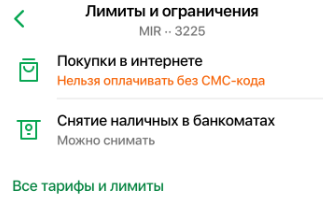 Лимиты и ограничения
MIR ·· 3225
Покупки в интернете
Нельзя оплачивать без СМС-кода
Снятие наличных в банкоматах
Можно снимать
Все тарифы и лимиты